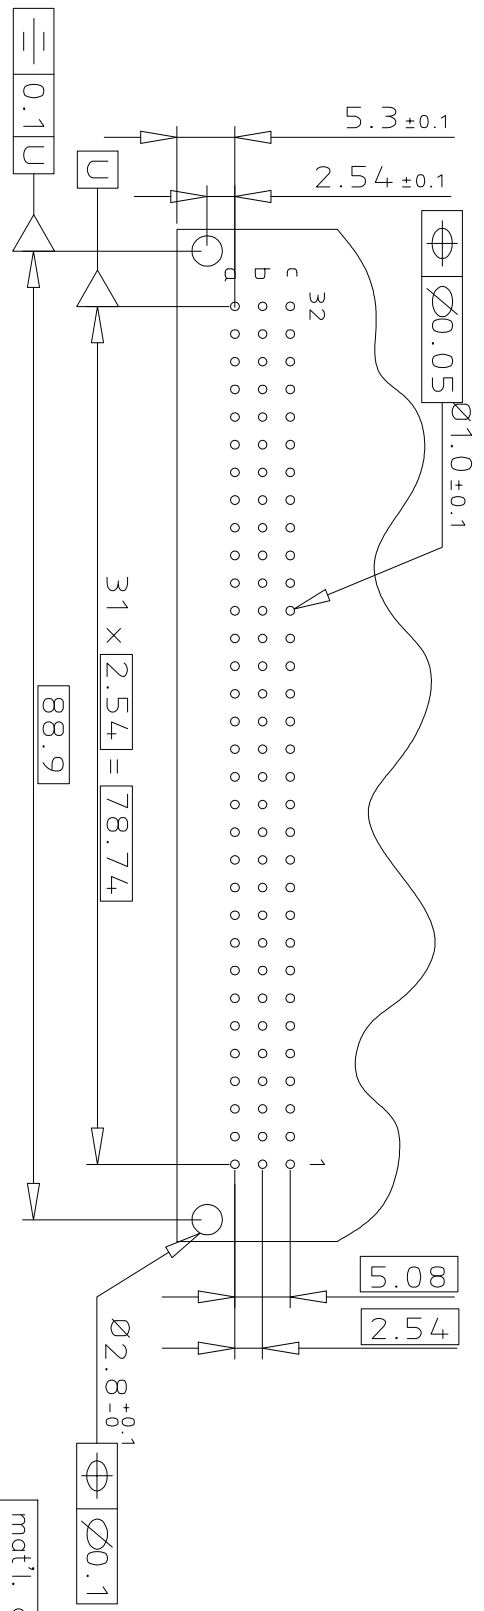 0.1 U
U
5.3 ±0.1
2.54 ±0.1
Ø0.05
Ø1.0 ±0.1
a
b
c
32
31 x 2.54 = 78.74
88.9
1
5.08
2.54
Ø2.8 +0.1 -0
Ø0.1
mat'l.